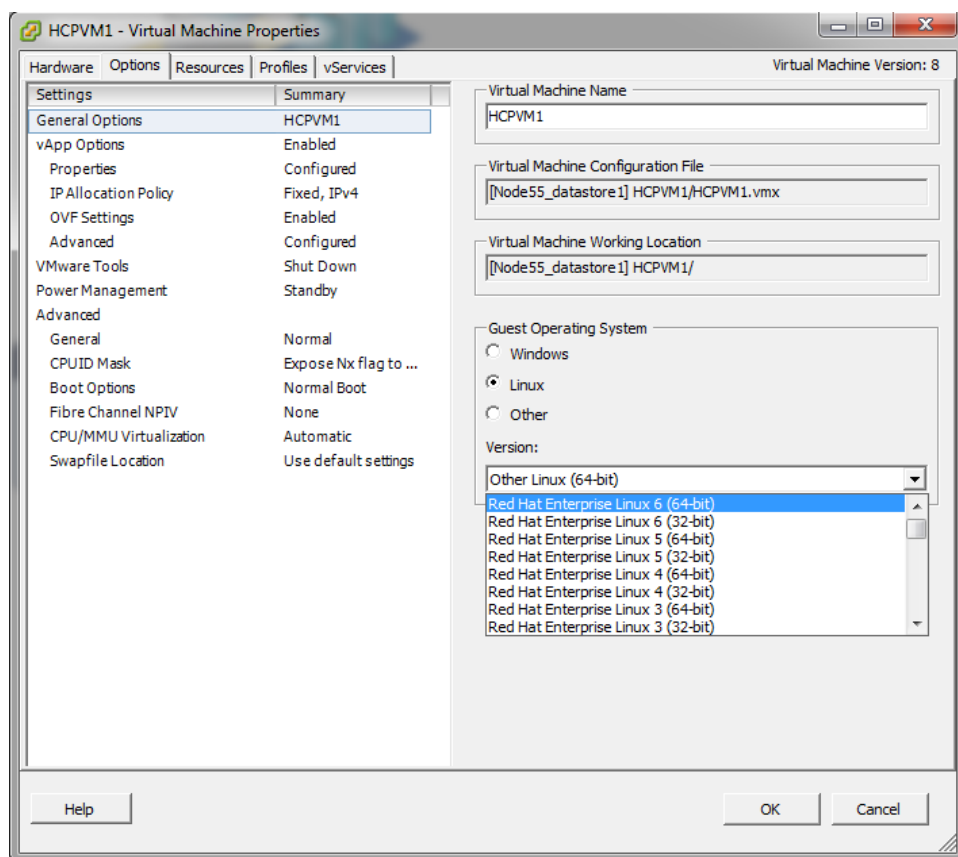 HCPVM1 - Virtual Machine Properties
Hardware Options Resources Profiles vServices Virtual Machine Version: 8
Settings Summary
General Options HCPVM1
vApp Options Enabled
Properties Configured
IP Allocation Policy Fixed, IPv4
OVF Settings Enabled
Advanced Configured
VMware Tools Shut Down
Power Management Standby
Advanced
General Normal
CPUID Mask Expose Nx flag to ...
Boot Options Normal Boot
Fibre Channel NPIV None
CPU/MMU Virtualization Automatic
Swapfile Location Use default settings
Virtual Machine Name
HCPVM1
Virtual Machine Configuration File
[Node55_datastore1] HCPVM1/HCPVM1.vmx
Virtual Machine Working Location
[Node55_datastore1] HCPVM1/
Guest Operating System
Windows
Linux
Other
Version:
Other Linux (64-bit)
Red Hat Enterprise Linux 6 (64-bit)
Red Hat Enterprise Linux 6 (32-bit)
Red Hat Enterprise Linux 5 (64-bit)
Red Hat Enterprise Linux 5 (32-bit)
Red Hat Enterprise Linux 4 (64-bit)
Red Hat Enterprise Linux 4 (32-bit)
Red Hat Enterprise Linux 3 (64-bit)
Red Hat Enterprise Linux 3 (32-bit)
Help OK Cancel